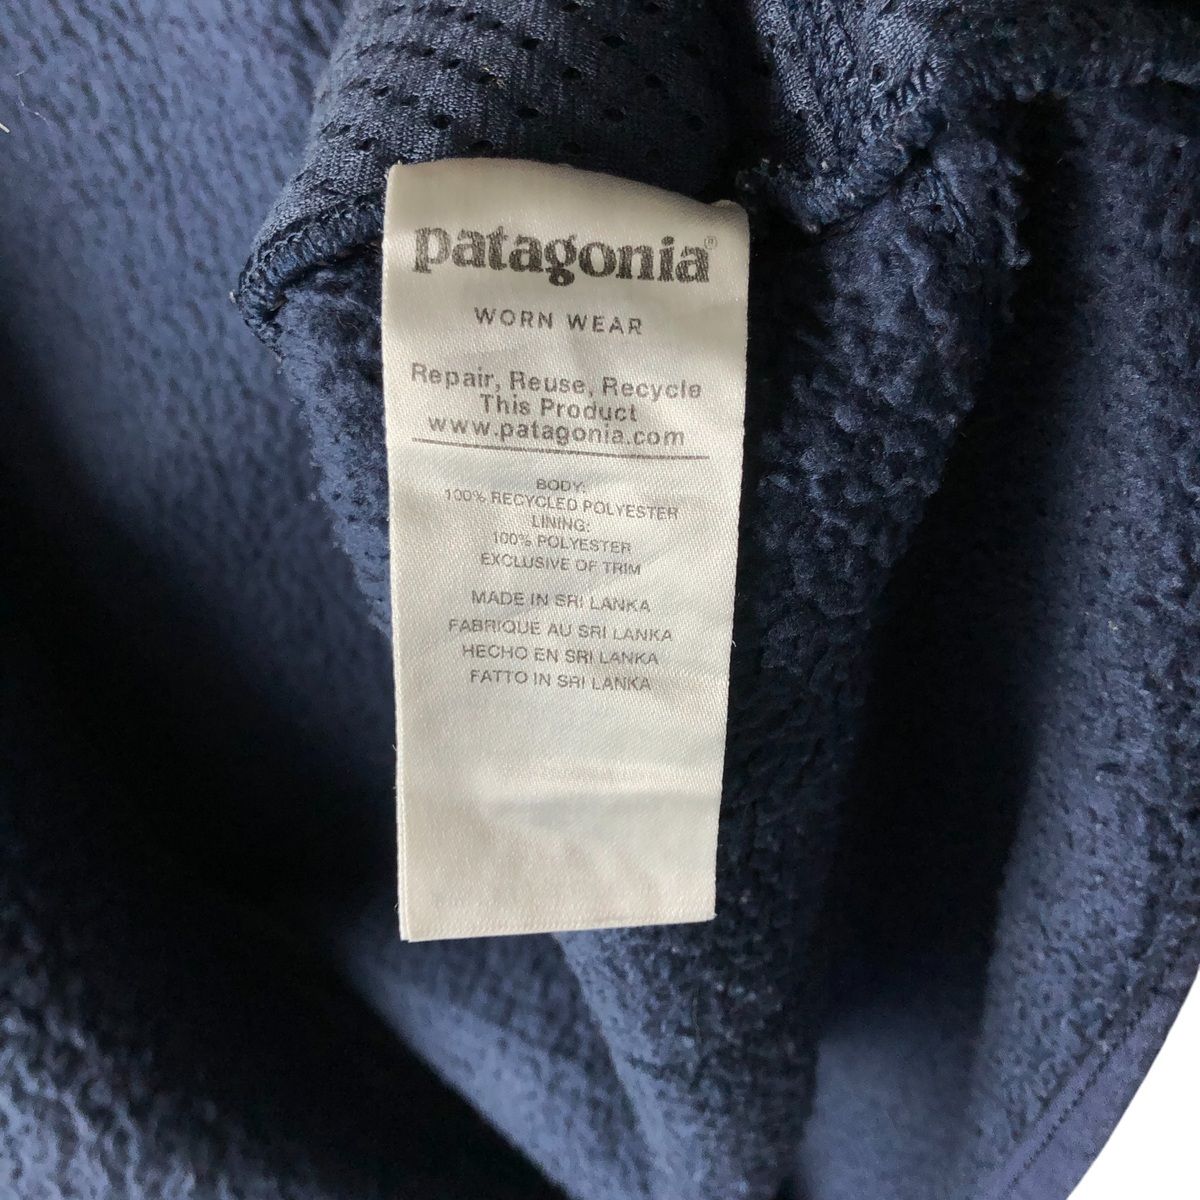 patagonia®
WORN WEAR
Repair, Reuse, Recycle
This Product
www.patagonia.com
BODY:
100% RECYCLED POLYESTER
LINING:
100% POLYESTER
EXCLUSIVE OF TRIM
MADE IN SRI LANKA
FABRIQUE AU SRI LANKA
HECHO EN SRI LANKA
FATTO IN SRI LANKA